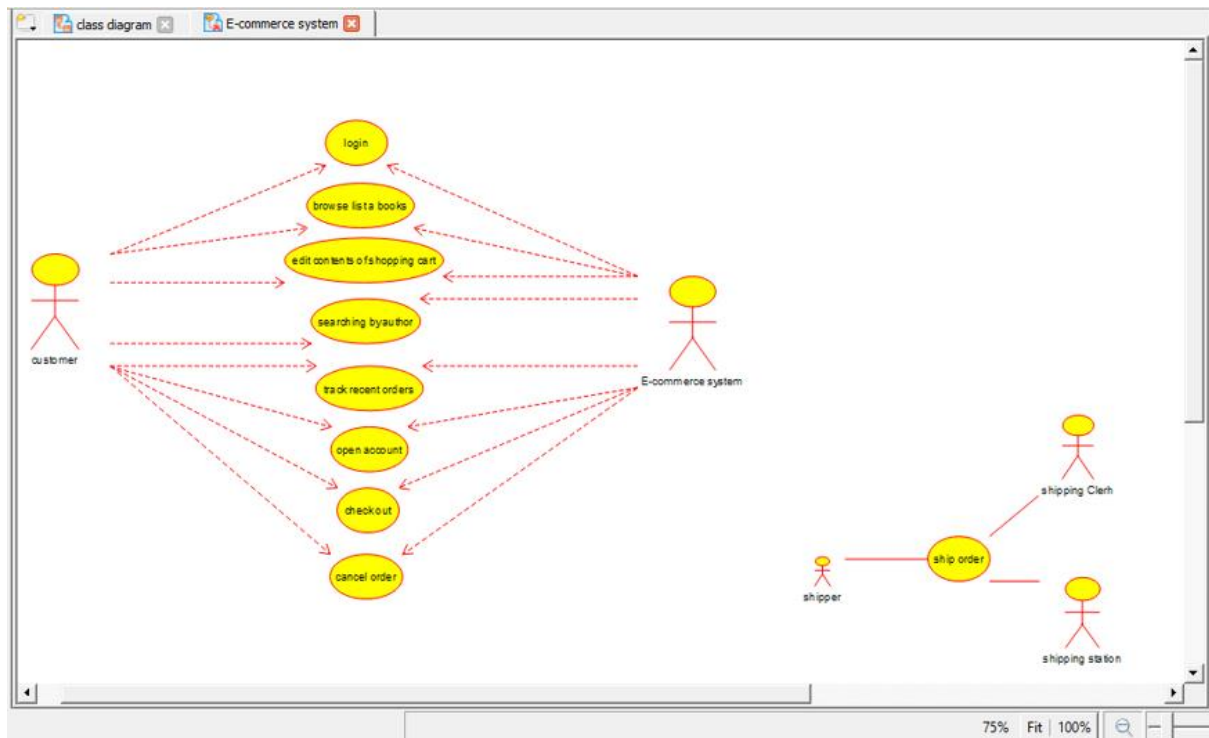 class diagram
E-commerce system
login
browse list a books
edit contents of shopping cart
searching by author
customer
track recent orders
E-commerce system
open account
checkout
cancel order
shipping Clerh
ship order
shipper
shipping station
75% Fit 100%